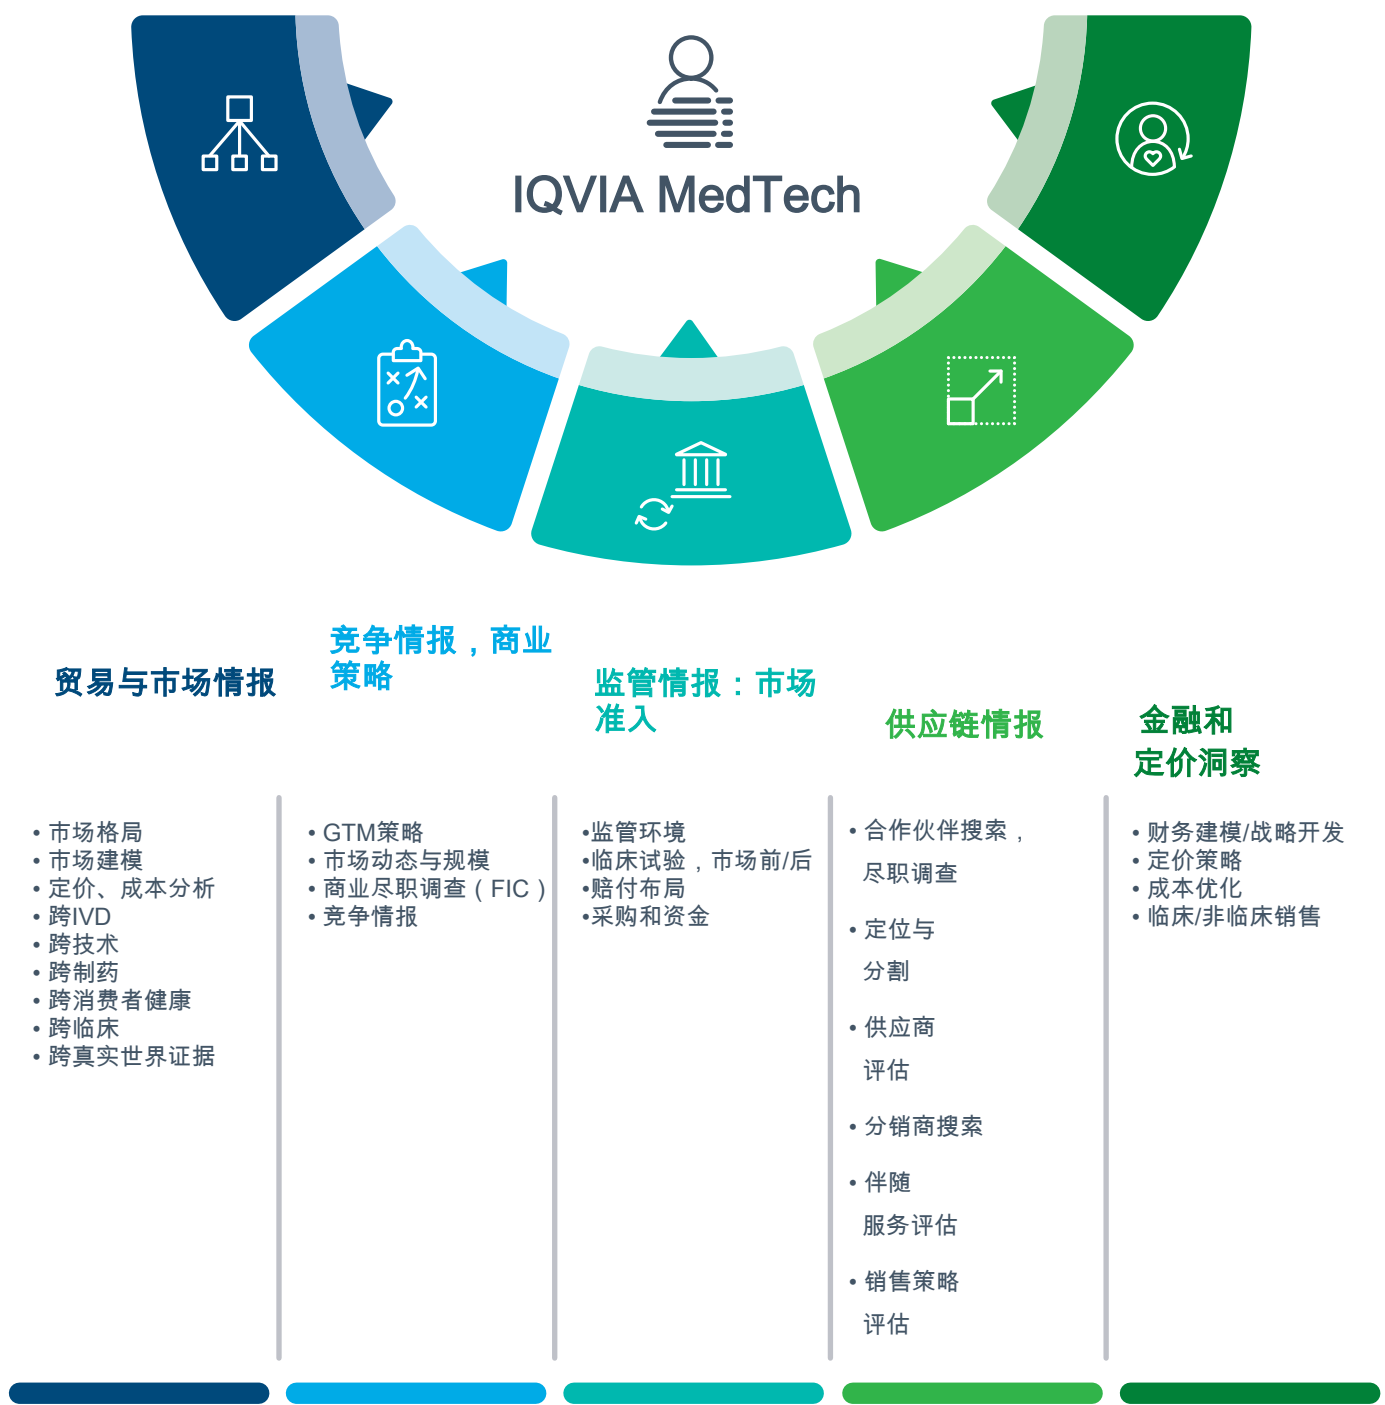 IQVIA MedTech
贸易与市场情报
• 市场格局
• 市场建模
• 定价、成本分析
• 跨IVD
• 跨技术
• 跨制药
• 跨消费者健康
• 跨临床
• 跨真实世界证据
竞争情报，商业
策略
• GTM策略
• 市场动态与规模
• 商业尽职调查（FIC）
• 竞争情报
监管情报：市场
准入
•监管环境
•临床试验，市场前/后
•赔付布局
•采购和资金
供应链情报
• 合作伙伴搜索，
尽职调查
• 定位与
分割
• 供应商
评估
• 分销商搜索
• 伴随
服务评估
• 销售策略
评估
金融和
定价洞察
• 财务建模/战略开发
• 定价策略
• 成本优化
• 临床/非临床销售